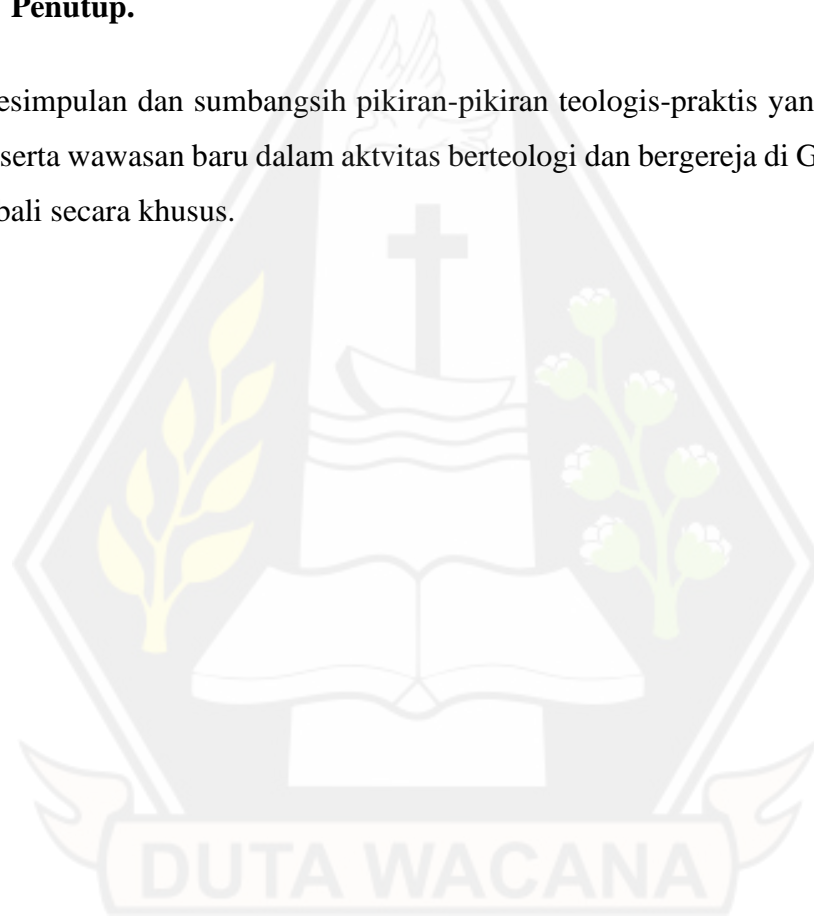 Penutup.
esimpulan dan sumbangsih pikiran-pikiran teologis-praktis yan
serta wawasan baru dalam aktvitas berteologi dan bergereja di G
bali secara khusus.
DUTA WACANA